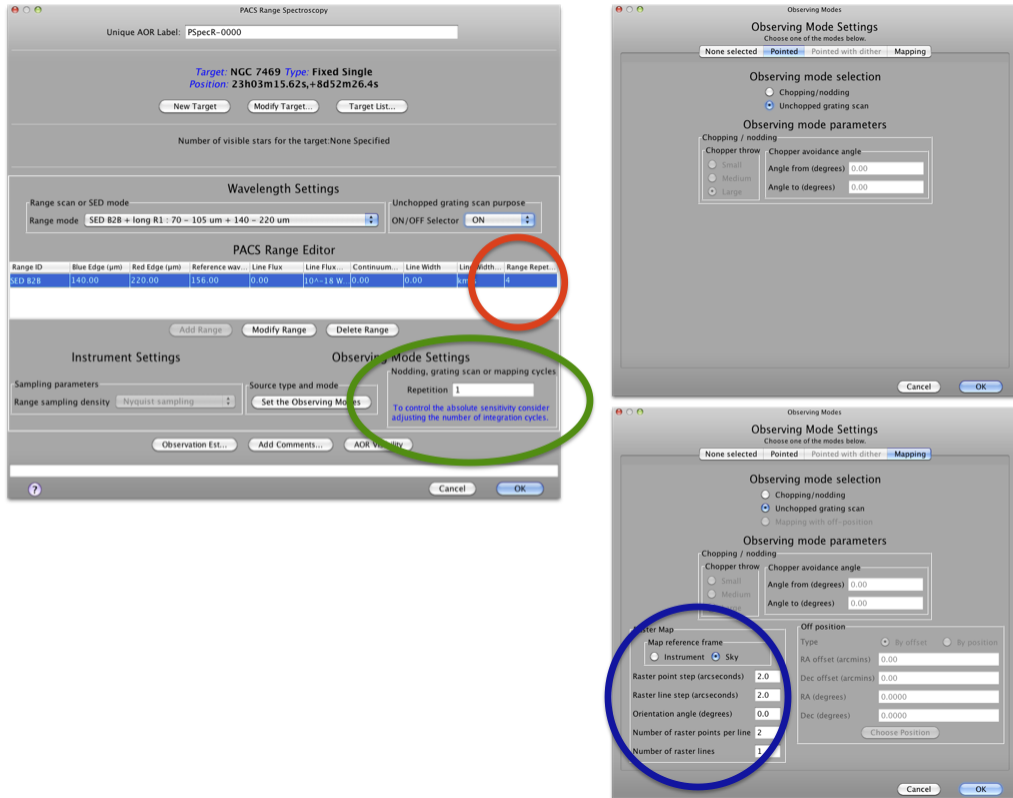 PACS Range Spectroscopy
Unique AOR Label: PSpecR-0000
Target: NGC 7469 Type: Fixed Single
Position: 23h03m15.62s,+8d52m26.4s
New Target Modify Target... Target List...
Number of visible stars for the target:None Specified
Wavelength Settings
Range scan or SED mode
Range mode SED B2B + long R1 : 70 - 105 um + 140 - 220 um
Unchopped grating scan purpose
ON/OFF Selector ON
PACS Range Editor
Range ID Blue Edge (µm) Red Edge (µm) Reference wav... Line Flux Line Flux... Continuum... Line Width Line Width... Range Repet...
SED B2B 140.00 220.00 156.00 0.00 10^-18 W... 0.00 0.00 4
Add Range Modify Range Delete Range
Instrument Settings
Sampling parameters
Range sampling density Nyquist sampling
Observing Mode Settings
Source type and mode
Set the Observing Modes
Nodding, grating scan or mapping cycles
Repetition 1
To control the absolute sensitivity consider
adjusting the number of integration cycles.
Observation Est... Add Comments... AOR Visibility
? Cancel OK
Observing Modes
Observing Mode Settings
Choose one of the modes below.
None selected Pointed Pointed with dither Mapping
Observing mode selection
Chopping/nodding
Unchopped grating scan
Observing mode parameters
Chopping / nodding
Chopper throw
Small
Medium
Large
Chopper avoidance angle
Angle from (degrees) 0.00
Angle to (degrees) 0.00
Cancel OK
Observing Modes
Observing Mode Settings
Choose one of the modes below.
None selected Pointed Pointed with dither Mapping
Observing mode selection
Chopping/nodding
Unchopped grating scan
Mapping with off-position
Observing mode parameters
Chopping / nodding
Chopper throw
Small
Medium
Chopper avoidance angle
Angle from (degrees) 0.00
Angle to (degrees) 0.00
Raster Map
Map reference frame
Instrument Sky
Raster point step (arcseconds) 2.0
Raster line step (arcseconds) 2.0
Orientation angle (degrees) 0.0
Number of raster points per line 2
Number of raster lines 1
Off position
Type By offset By position
RA offset (arcmins) 0.00
Dec offset (arcmins) 0.00
RA (degrees) 0.0000
Dec (degrees) 0.0000
Choose Position
Cancel OK